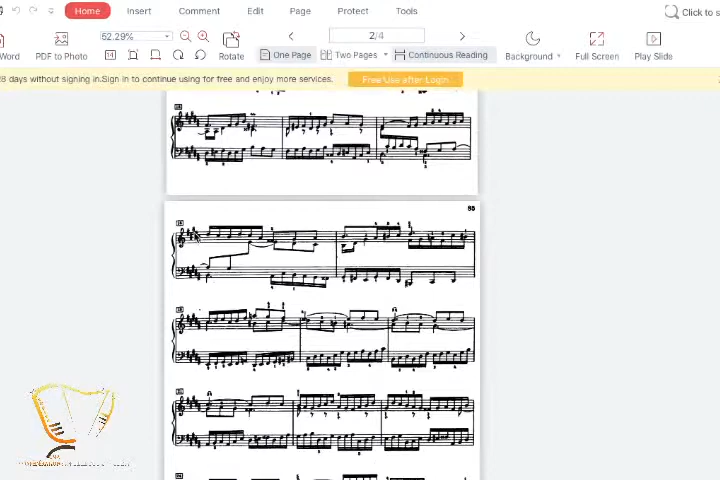 Home Insert Comment Edit Page Protect Tools
Click to s
52.29%
2/4
Word PDF to Photo Rotate One Page Two Pages Continuous Reading Background Full Screen Play Slide
8 days without signing in.Sign in to continue using for free and enjoy more services. Free Use after Login